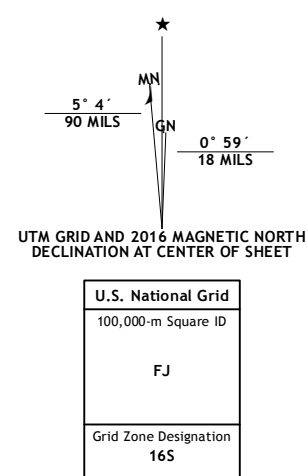 ★
MN
GN
5° 4´
90 MILS
0° 59´
18 MILS
UTM GRID AND 2016 MAGNETIC NORTH
DECLINATION AT CENTER OF SHEET
U.S. National Grid
100,000-m Square ID
FJ
Grid Zone Designation
16S